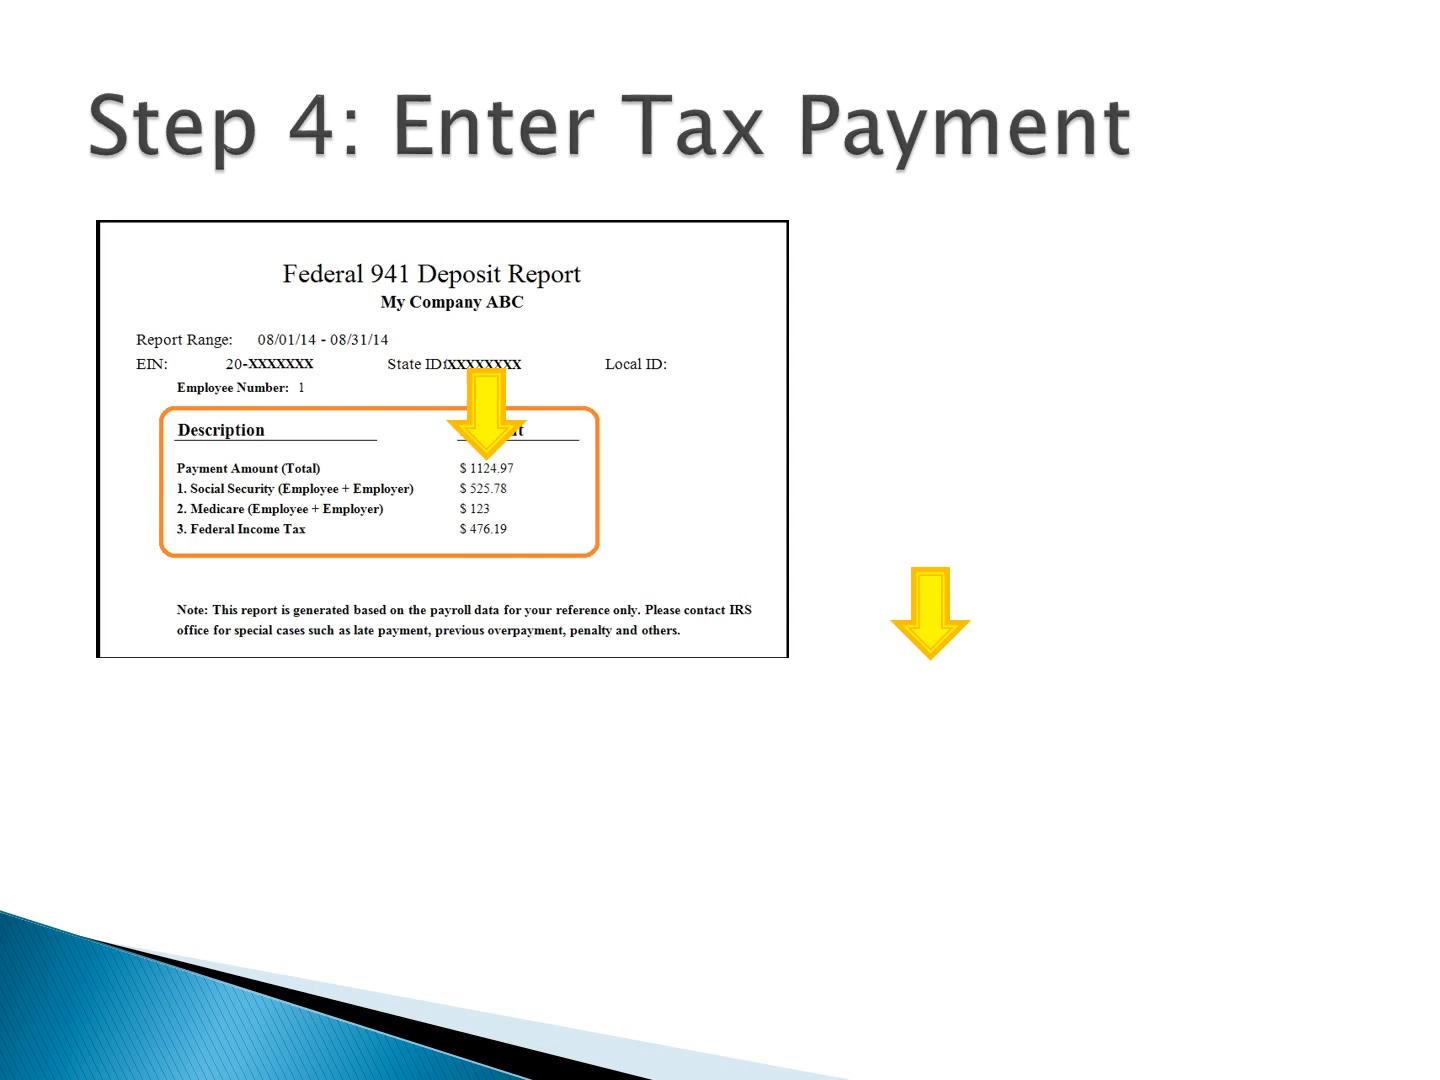 Step 4: Enter Tax Payment
Federal 941 Deposit Report
My Company ABC
Report Range: 08/01/14 - 08/31/14
EIN: 20-XXXXXXX State ID: XXXXXXXX Local ID:
Employee Number: 1
Description
Payment Amount (Total) $ 1124.97
1. Social Security (Employee + Employer) $ 525.78
2. Medicare (Employee + Employer) $ 123
3. Federal Income Tax $ 476.19
Note: This report is generated based on the payroll data for your reference only. Please contact IRS
office for special cases such as late payment, previous overpayment, penalty and others.